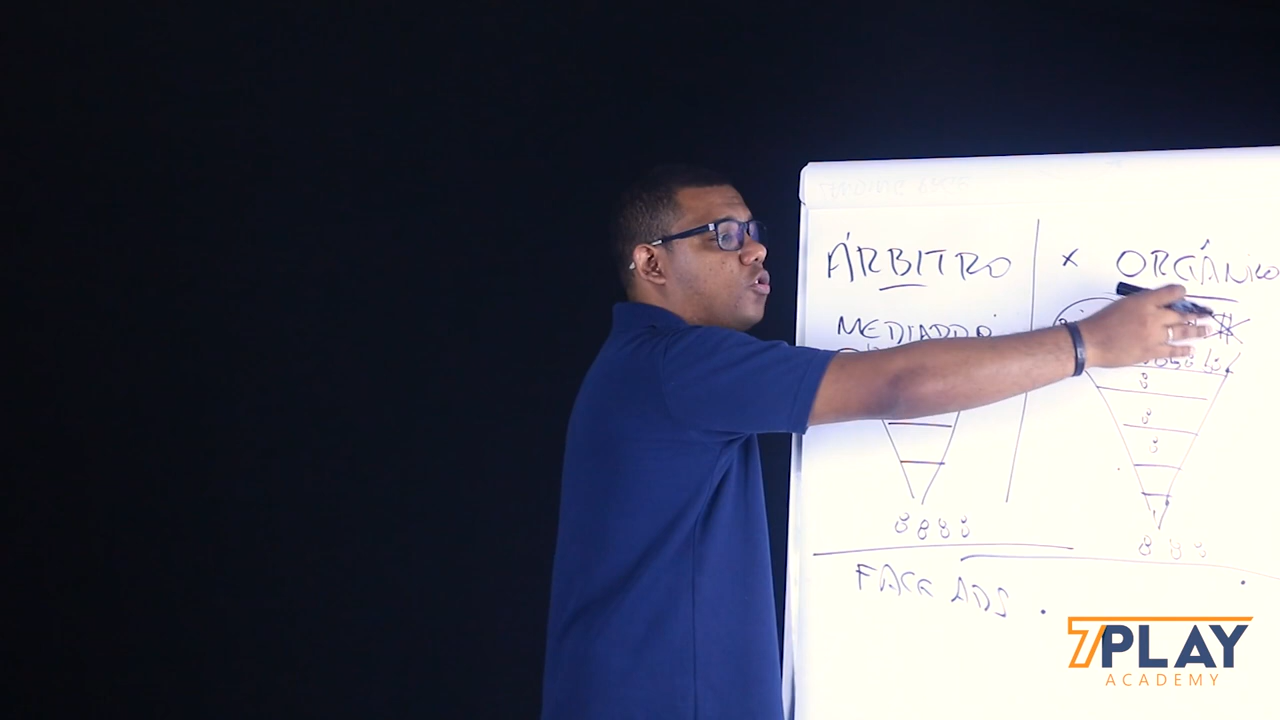 ÁRBITRO x ORGÂNICO
MEDIADOR
FACE ADS
7PLAY
ACADEMY